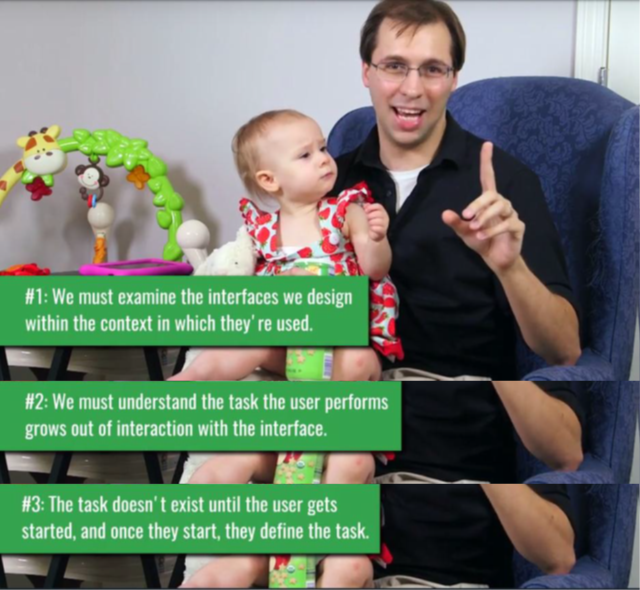 #1: We must examine the interfaces we design
within the context in which they're used.
#2: We must understand the task the user performs
grows out of interaction with the interface.
#3: The task doesn't exist until the user gets
started, and once they start, they define the task.